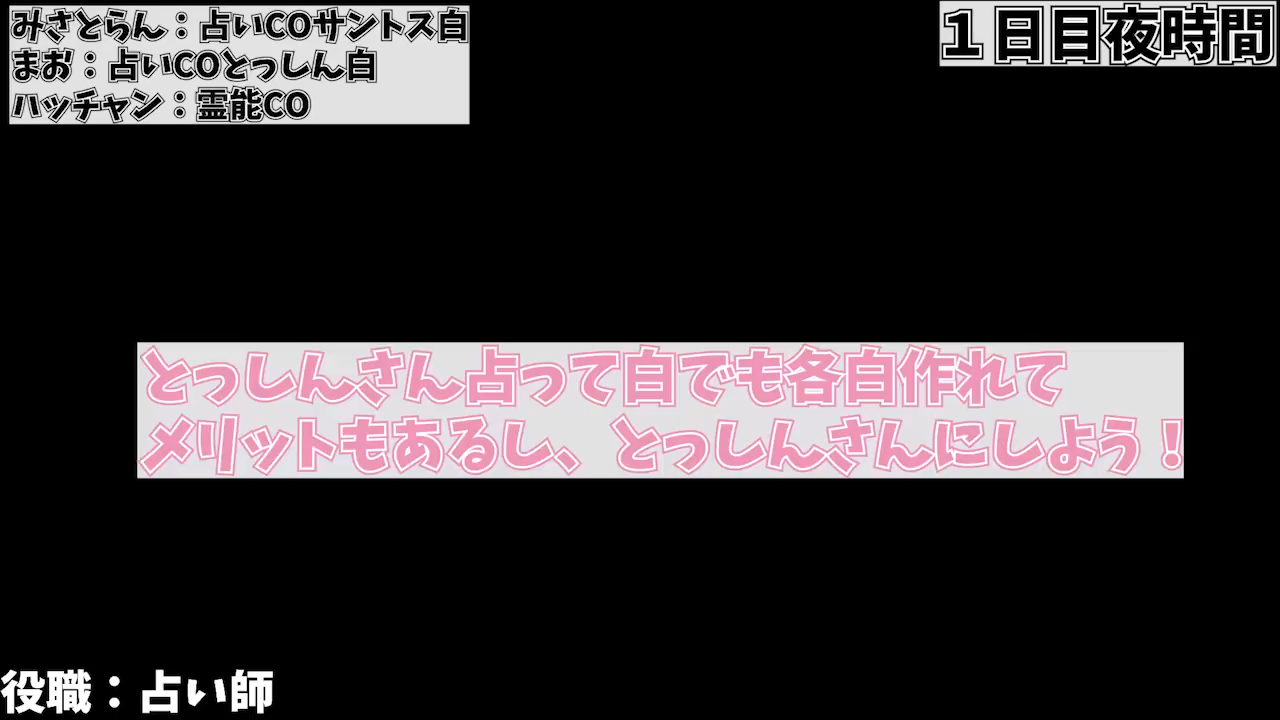 みさとらん：占いCOサントス白
まお：占いCOとっしん白
ハッチャン：霊能CO
１日目夜時間
とっしんさん占って白でも各白作れて
メリットもあるし、とっしんさんにしよう！
役職：占い師